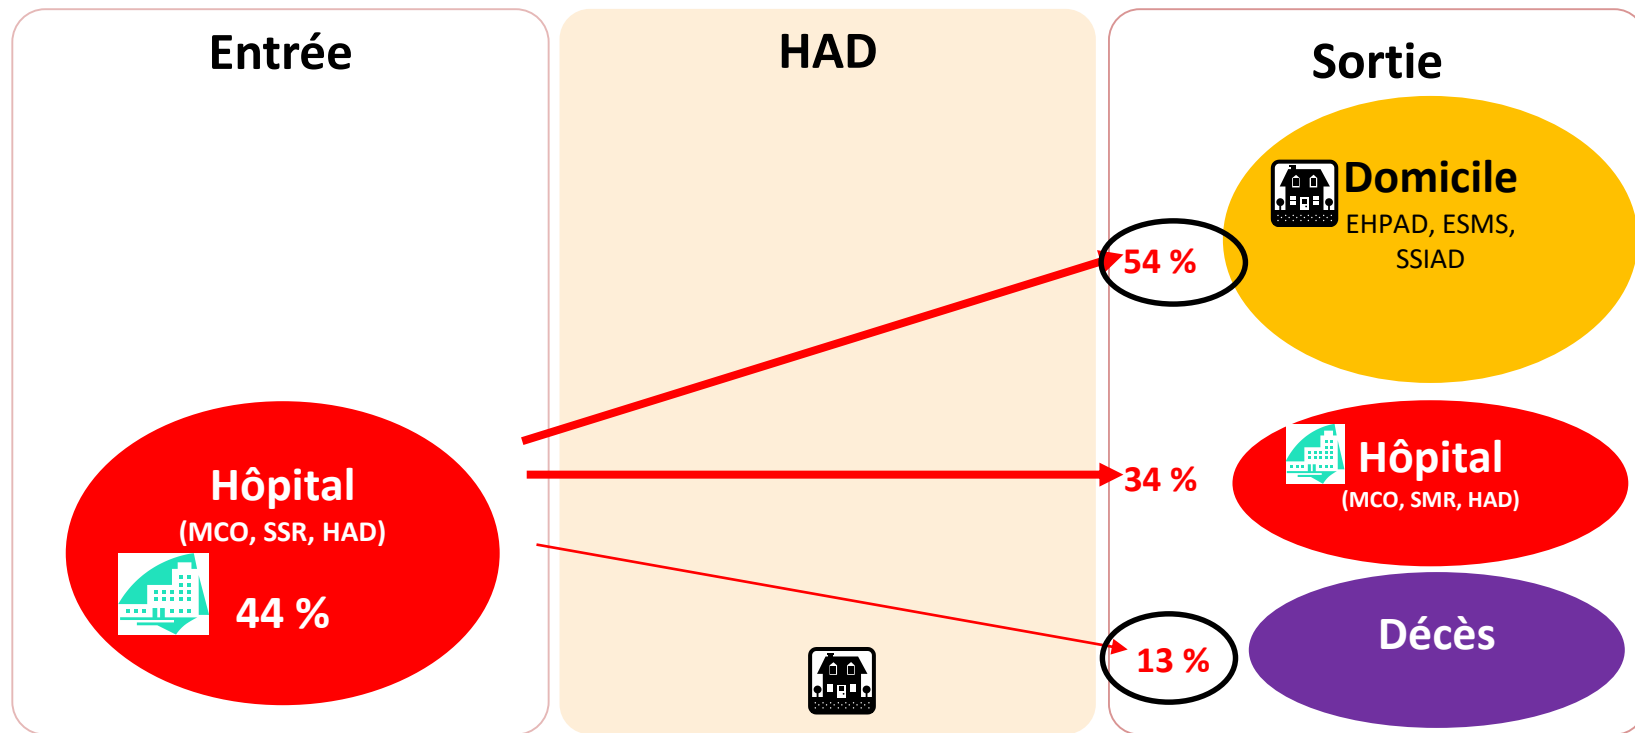 Entrée
HAD
Sortie
Domicile
EHPAD, ESMS,
SSIAD
54 %
Hôpital
(MCO, SSR, HAD)
44 %
34 %
Hôpital
(MCO, SMR, HAD)
13 %
Décès